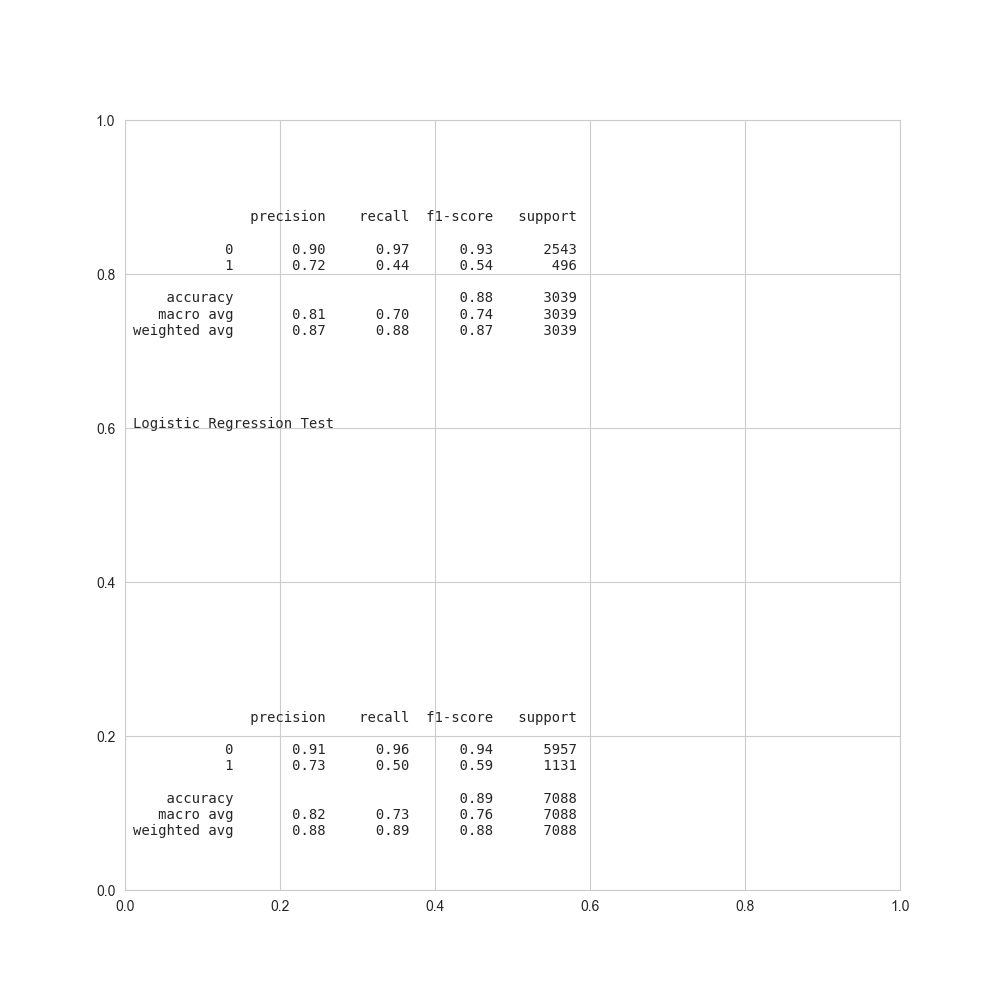 1.0
precision recall f1-score support
0 0.90 0.97 0.93 2543
1 0.72 0.44 0.54 496
0.8
accuracy 0.88 3039
macro avg 0.81 0.70 0.74 3039
weighted avg 0.87 0.88 0.87 3039
Logistic Regression Test
0.6
0.4
precision recall f1-score support
0.2
0 0.91 0.96 0.94 5957
1 0.73 0.50 0.59 1131
accuracy 0.89 7088
macro avg 0.82 0.73 0.76 7088
weighted avg 0.88 0.89 0.88 7088
0.0
0.0 0.2 0.4 0.6 0.8 1.0